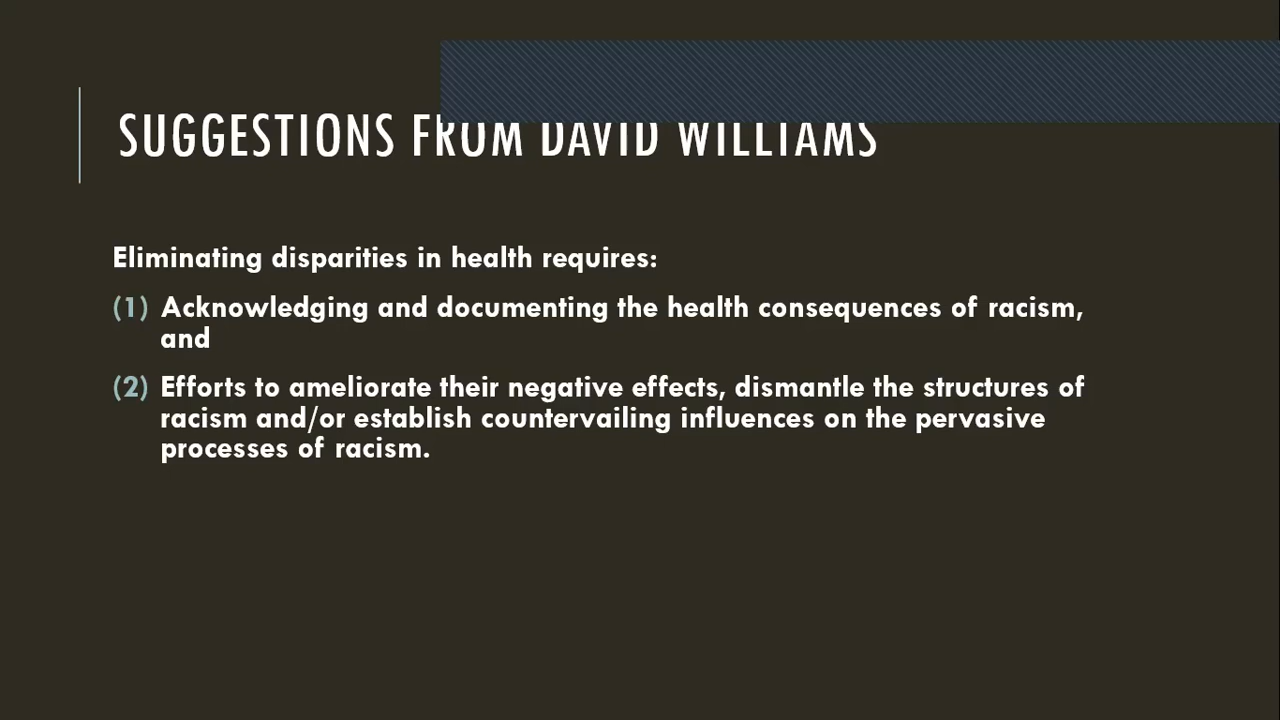 SUGGESTIONS FROM DAVID WILLIAMS
Eliminating disparities in health requires:
(1) Acknowledging and documenting the health consequences of racism,
and
(2) Efforts to ameliorate their negative effects, dismantle the structures of
racism and/or establish countervailing influences on the pervasive
processes of racism.